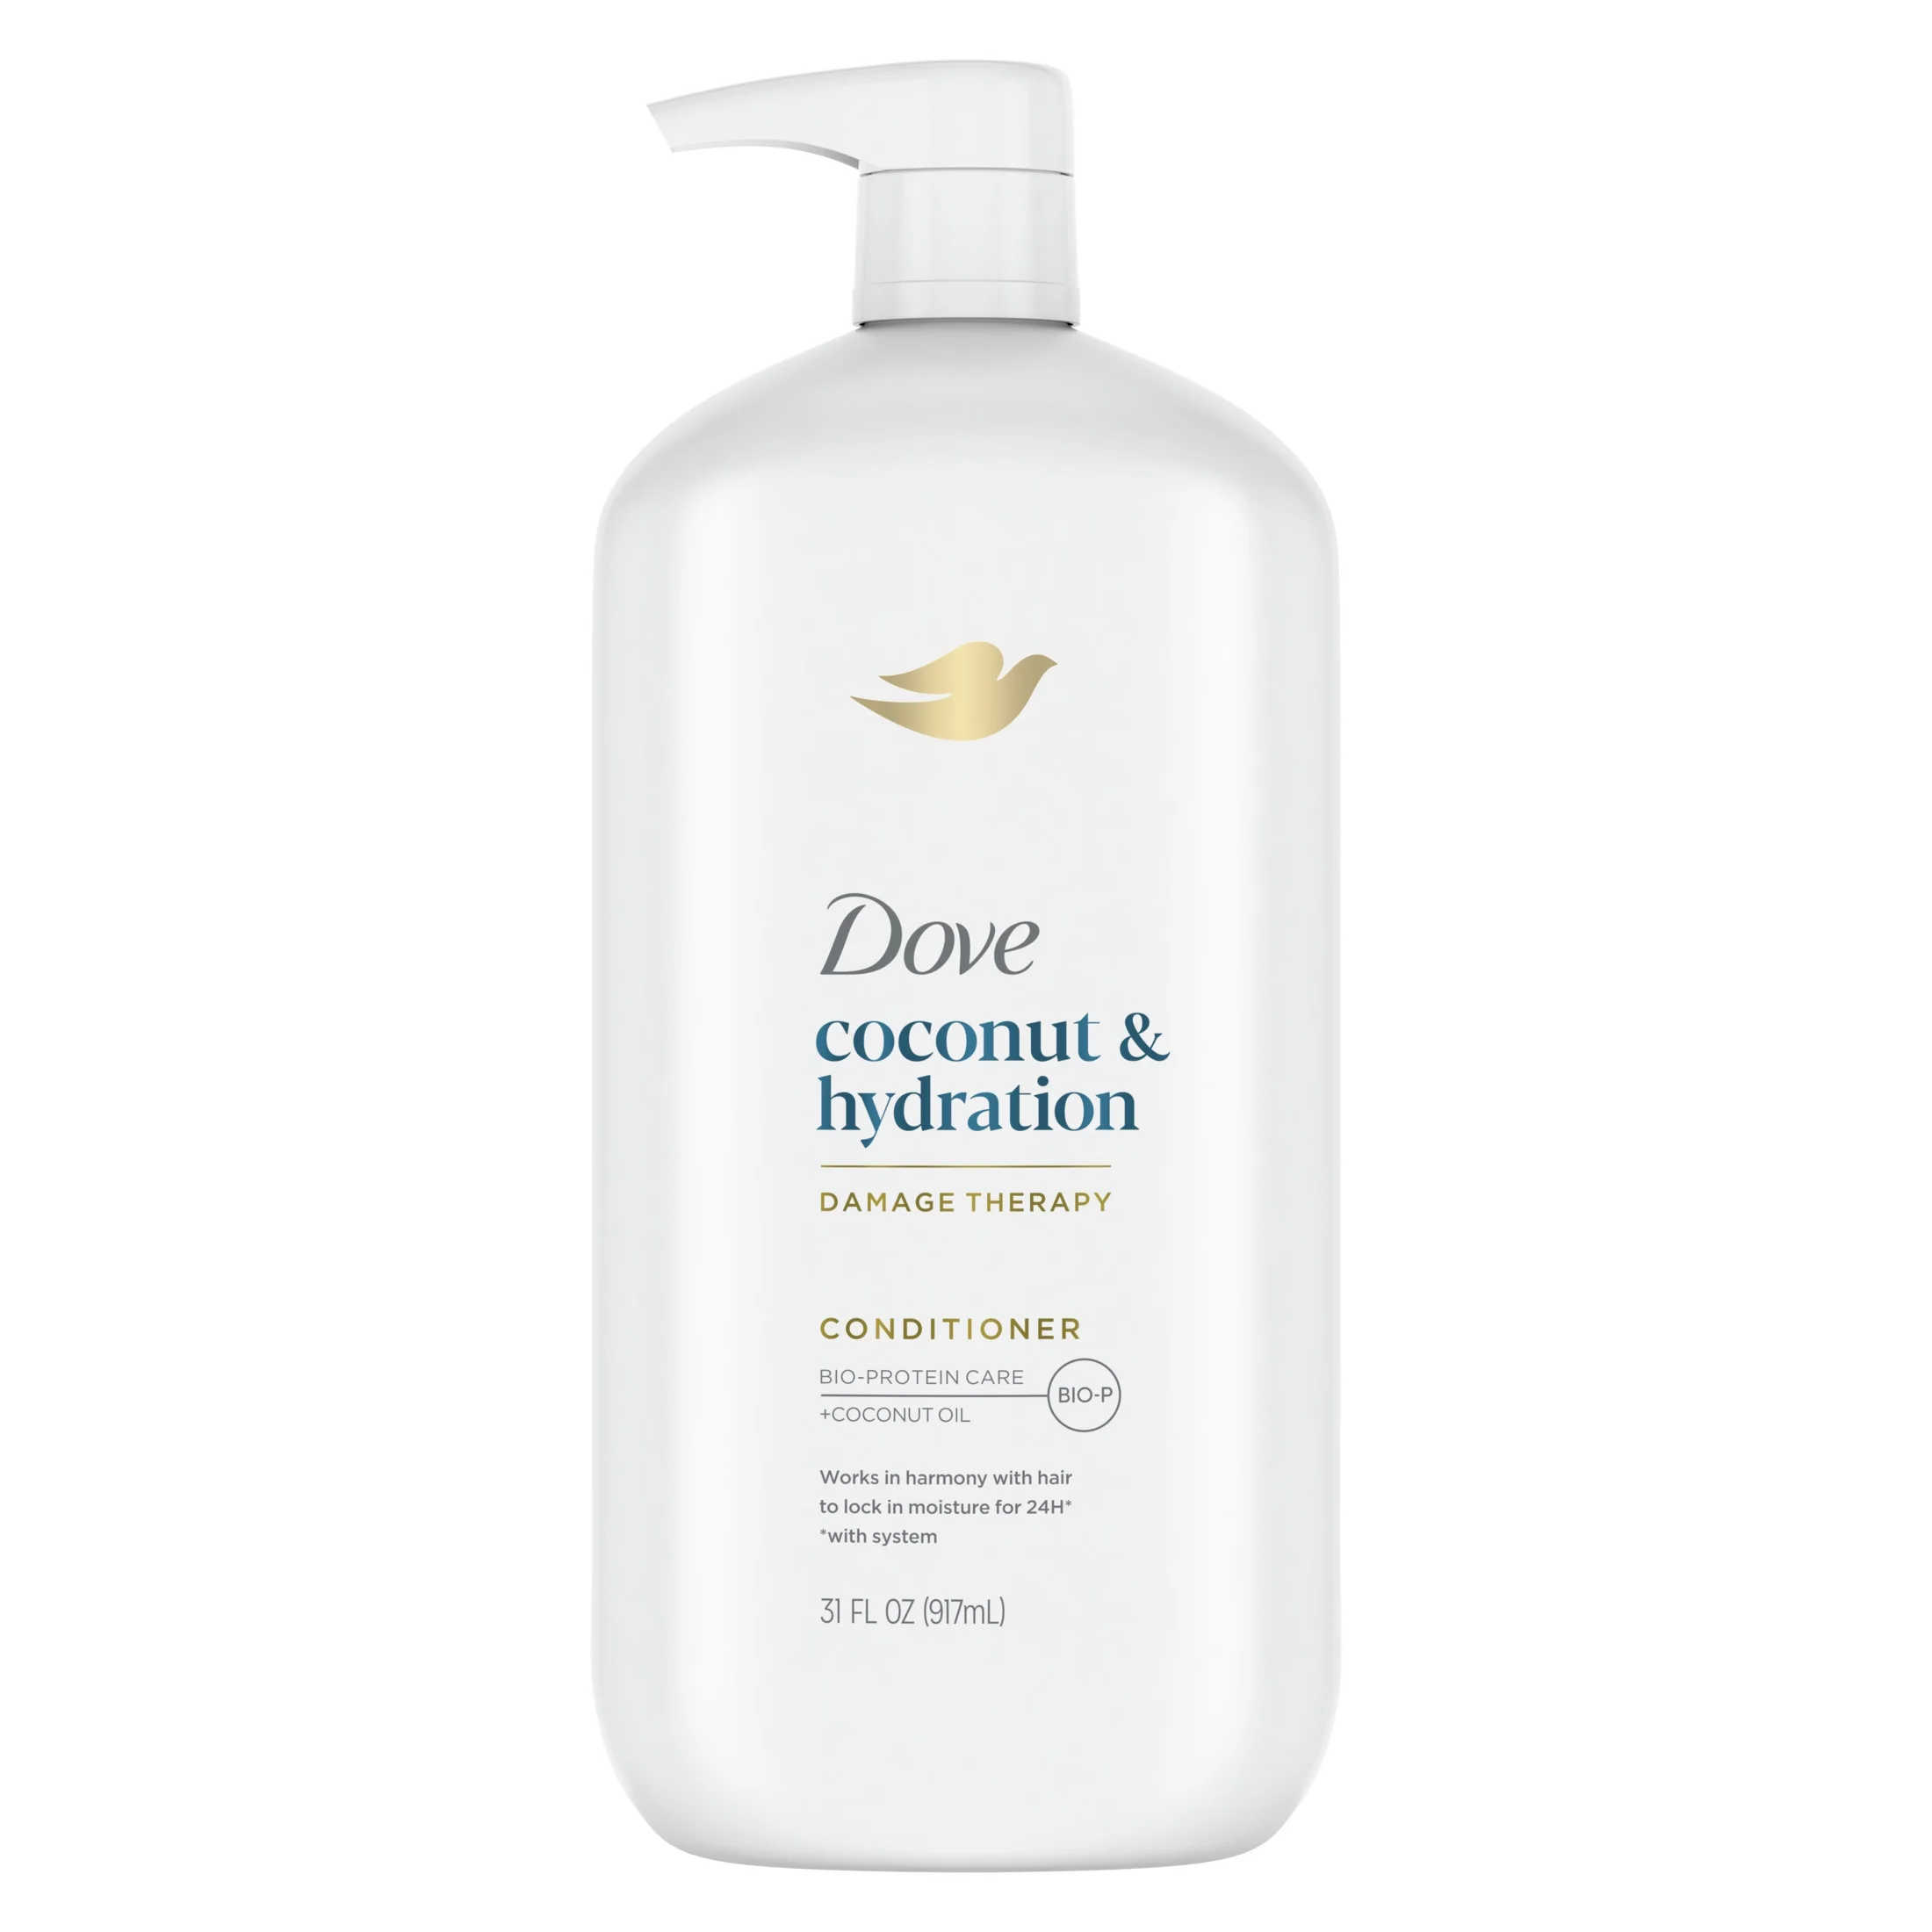 Dove
coconut &
hydration
DAMAGE THERAPY
CONDITIONER
BIO-PROTEIN CARE
BIO-P
+COCONUT OIL
Works in harmony with hair
to lock in moisture for 24H*
*with system
31 FL OZ (917mL)